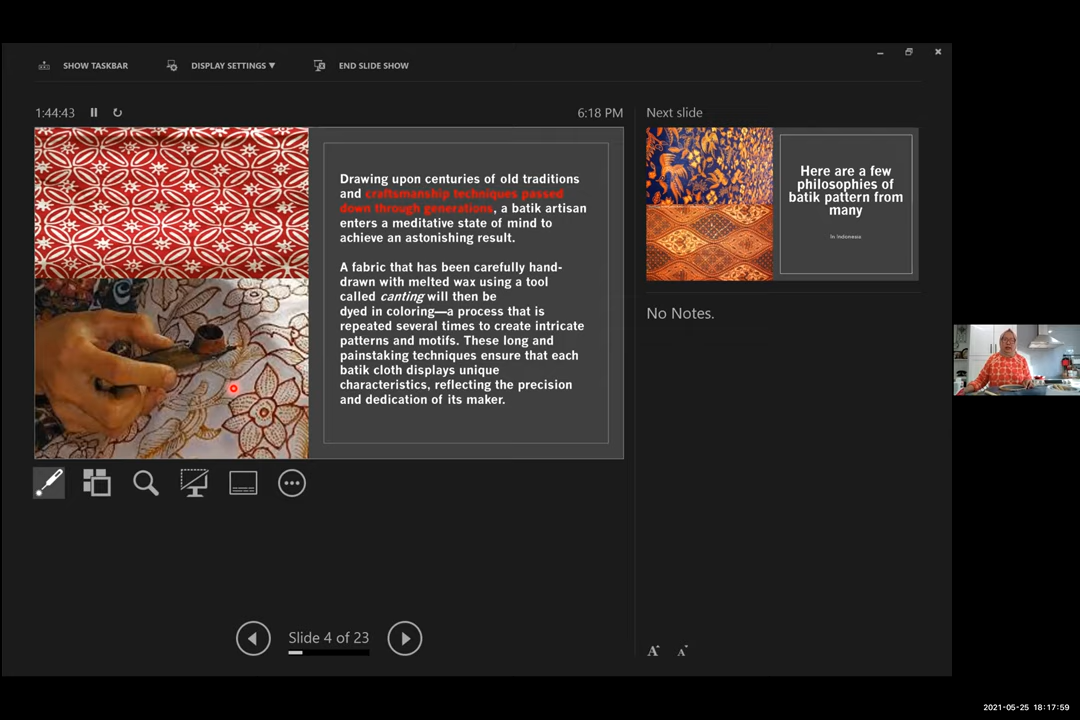 SHOW TASKBAR
DISPLAY SETTINGS ▼
END SLIDE SHOW
1:44:43
6:18 PM
Drawing upon centuries of old traditions
and craftsmanship techniques passed
down through generations, a batik artisan
enters a meditative state of mind to
achieve an astonishing result.
A fabric that has been carefully hand-
drawn with melted wax using a tool
called canting will then be
dyed in coloring—a process that is
repeated several times to create intricate
patterns and motifs. These long and
painstaking techniques ensure that each
batik cloth displays unique
characteristics, reflecting the precision
and dedication of its maker.
Slide 4 of 23
Next slide
Here are a few
philosophies of
batik pattern from
many
In Indonesia
No Notes.
A A
2021-05-25 18:17:59